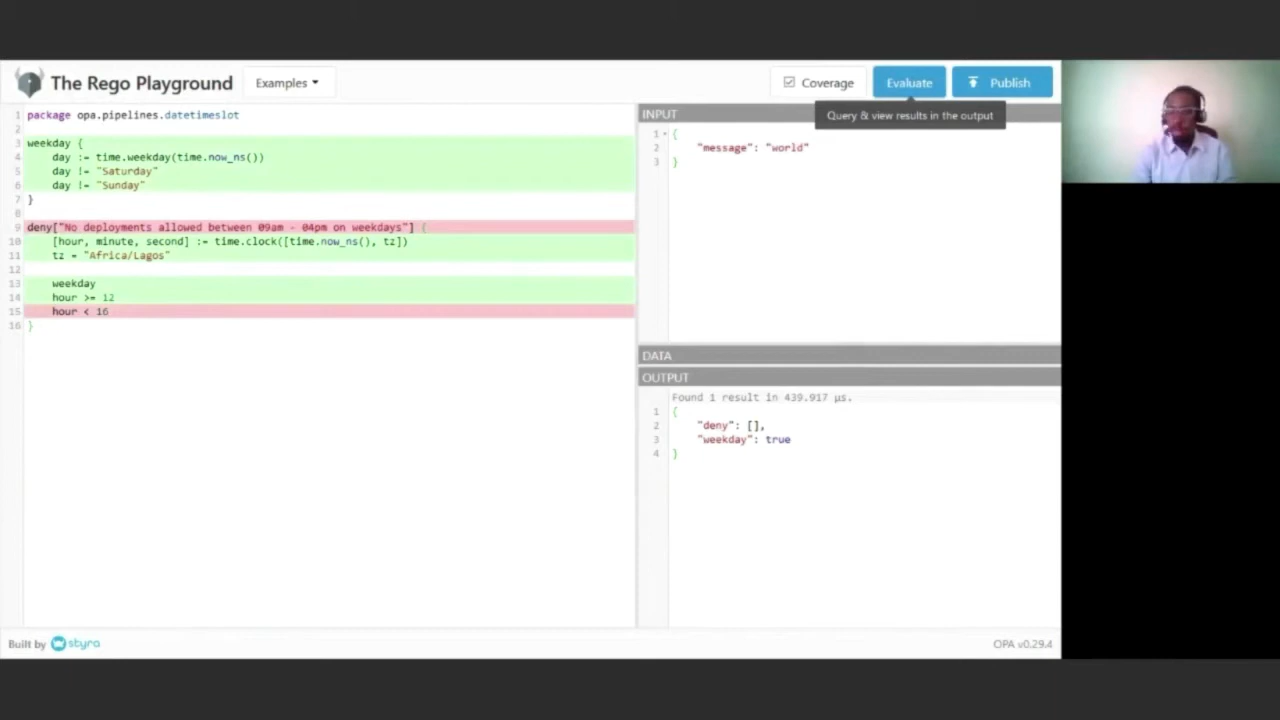 The Rego Playground
Examples
Coverage
Evaluate
Publish
Query & view results in the output
1 package opa.pipelines.datetimeslot
2
3 weekday {
4 day := time.weekday(time.now_ns())
5 day != "Saturday"
6 day != "Sunday"
7 }
8
9 deny["No deployments allowed between 09am - 04pm on weekdays"] {
10 [hour, minute, second] := time.clock([time.now_ns(), tz])
11 tz = "Africa/Lagos"
12
13 weekday
14 hour >= 12
15 hour < 16
16 }
INPUT
1 {
2 "message": "world"
3 }
DATA
OUTPUT
Found 1 result in 439.917 µs.
1 {
2 "deny": [],
3 "weekday": true
4 }
Built by styra
OPA v0.29.4